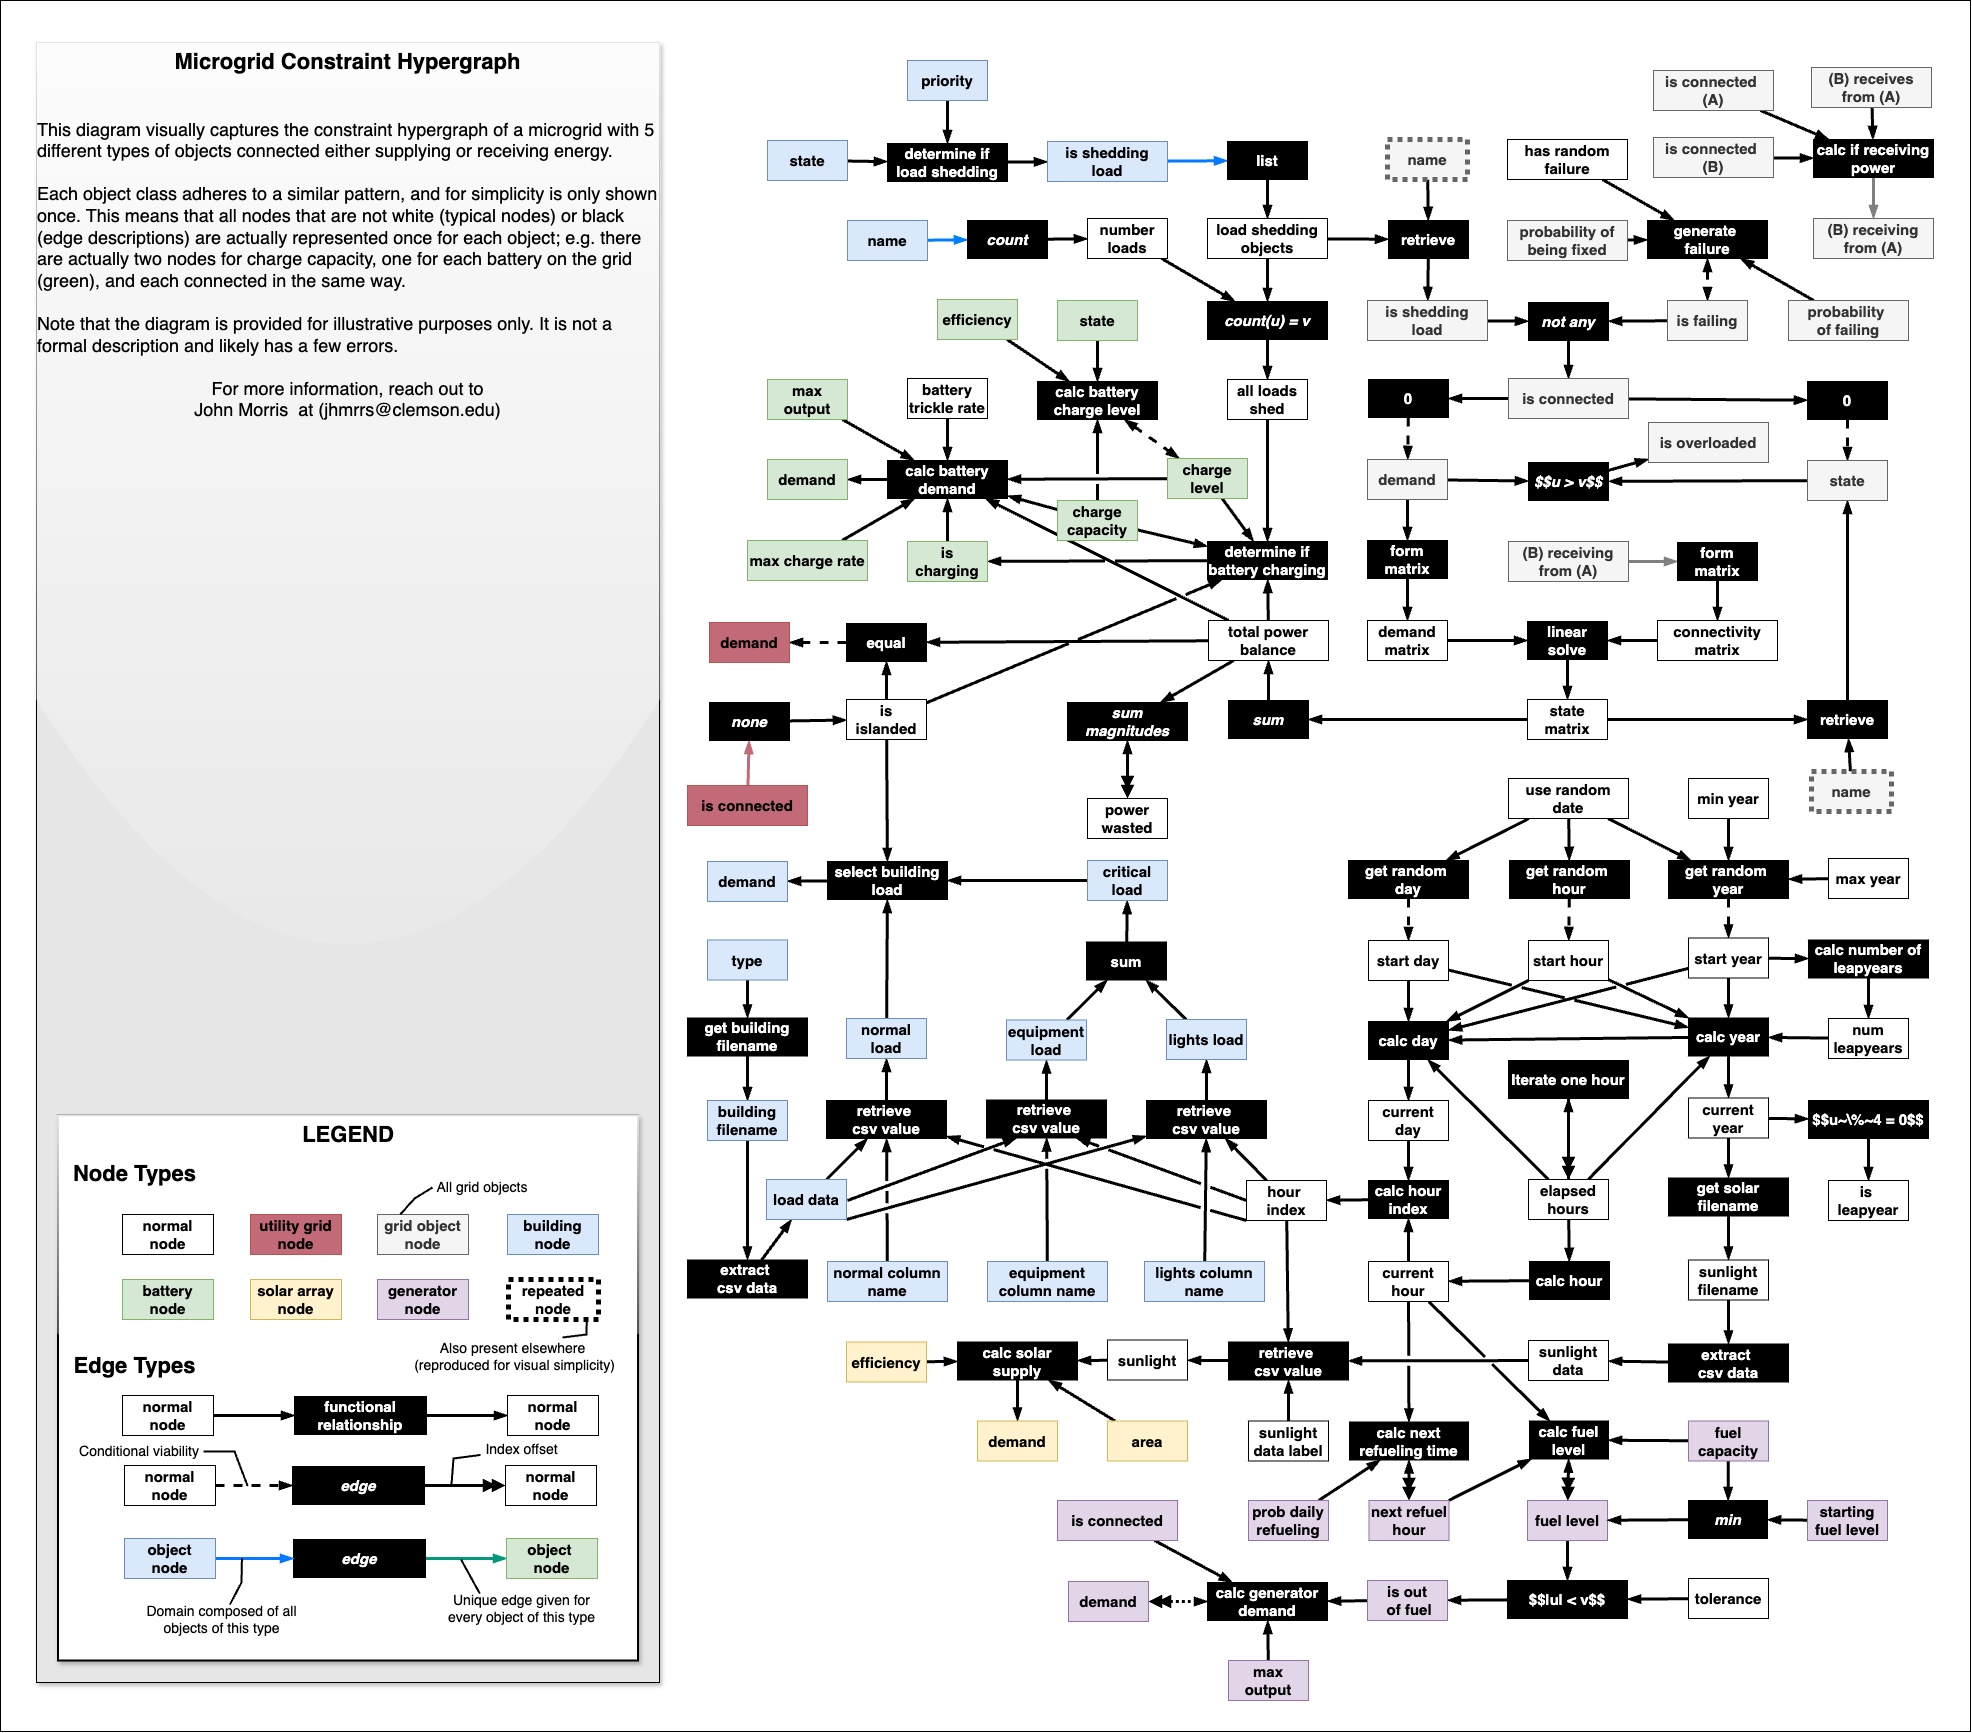 Microgrid Constraint Hypergraph
This diagram visually captures the constraint hypergraph of a microgrid with 5
different types of objects connected either supplying or receiving energy.
Each object class adheres to a similar pattern, and for simplicity is only shown
once. This means that all nodes that are not white (typical nodes) or black
(edge descriptions) are actually represented once for each object; e.g. there
are actually two nodes for charge capacity, one for each battery on the grid
(green), and each connected in the same way.
Note that the diagram is provided for illustrative purposes only. It is not a
formal description and likely has a few errors.
For more information, reach out to
John Morris at (jhmrrs@clemson.edu)
LEGEND
Node Types
All grid objects
normal
node
utility grid
node
grid object
node
building
node
battery
node
solar array
node
generator
node
repeated
node
Also present elsewhere
(reproduced for visual simplicity)
Edge Types
normal
node
functional
relationship
normal
node
Conditional viability
Index offset
normal
node
edge
normal
node
object
node
edge
object
node
Domain composed of all
objects of this type
Unique edge given for
every object of this type
priority
state
determine if
load shedding
is shedding
load
list
name
has random
failure
is connected
(A)
(B) receives
from (A)
is connected
(B)
calc if receiving
power
name
count
number
loads
load shedding
objects
retrieve
probability of
being fixed
generate
failure
(B) receiving
from (A)
efficiency
state
count(u) = v
is shedding
load
not any
is failing
probability
of failing
max
output
battery
trickle rate
calc battery
charge level
all loads
shed
0
is connected
0
is overloaded
demand
calc battery
demand
charge
level
demand
$$u > v$$
state
charge
capacity
max charge rate
is
charging
determine if
battery charging
form
matrix
(B) receiving
from (A)
form
matrix
demand
equal
total power
balance
demand
matrix
linear
solve
connectivity
matrix
none
is
islanded
sum
magnitudes
sum
state
matrix
retrieve
is connected
power
wasted
use random
date
min year
name
demand
select building
load
critical
load
get random
day
get random
hour
get random
year
max year
type
sum
start day
start hour
start year
calc number of
leapyears
get building
filename
normal
load
equipment
load
lights load
calc day
calc year
num
leapyears
Iterate one hour
building
filename
retrieve
csv value
retrieve
csv value
retrieve
csv value
current
day
current
year
$$u~\%~4 = 0$$
load data
hour
index
calc hour
index
elapsed
hours
get solar
filename
is
leapyear
extract
csv data
normal column
name
equipment
column name
lights column
name
current
hour
calc hour
sunlight
filename
efficiency
calc solar
supply
sunlight
retrieve
csv value
sunlight
data
extract
csv data
demand
area
sunlight
data label
calc next
refueling time
calc fuel
level
fuel
capacity
is connected
prob daily
refueling
next refuel
hour
fuel level
min
starting
fuel level
demand
calc generator
demand
is out
of fuel
$$lul < v$$
tolerance
max
output